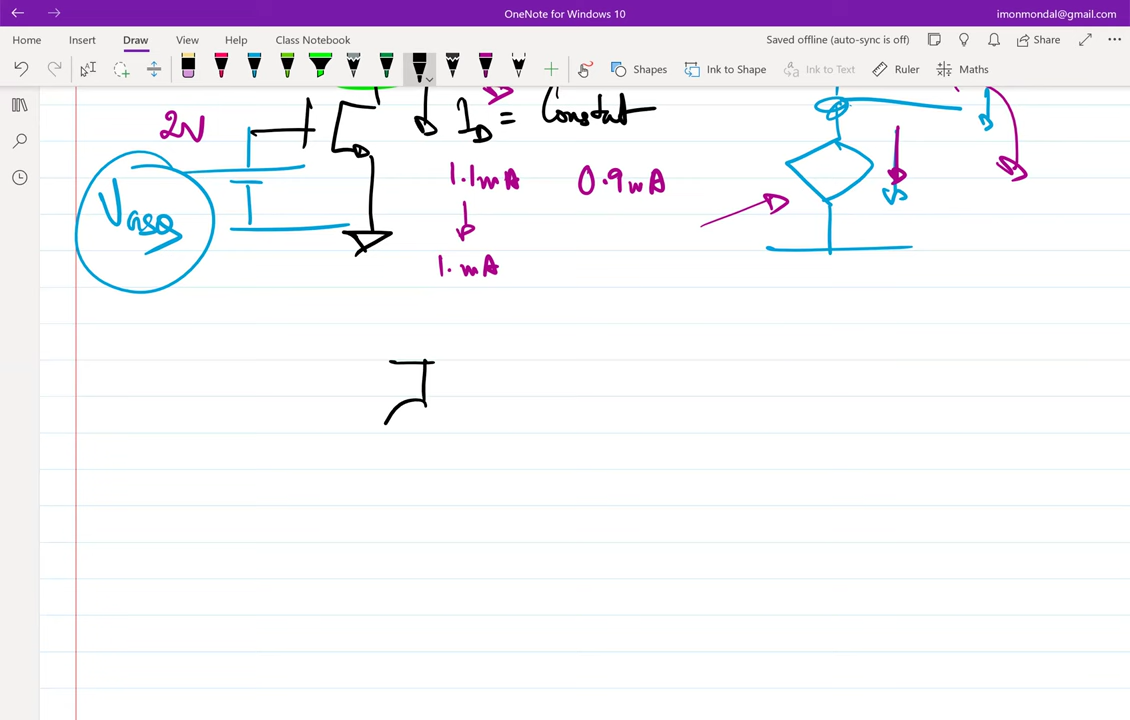 OneNote for Windows 10
imonmondal@gmail.com
Home Insert Draw View Help Class Notebook
Saved offline (auto-sync is off) Share
Ink to Text Shapes Ink to Shape Ruler Maths
2V
I_D = Constat
1.1mA 0.9mA
V_GSQ
1. mA